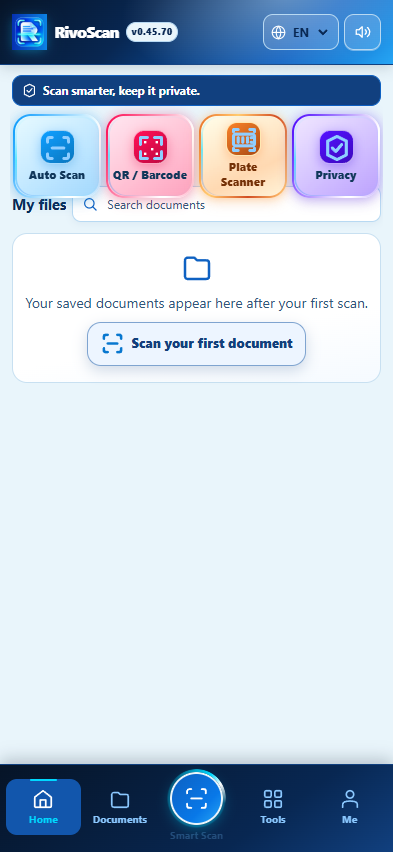 RivoScan v0.45.70 EN
Scan smarter, keep it private.
Auto Scan
QR / Barcode
Plate
Scanner
Privacy
My files
Search documents
Your saved documents appear here after your first scan.
Scan your first document
Home
Documents
Smart Scan
Tools
Me